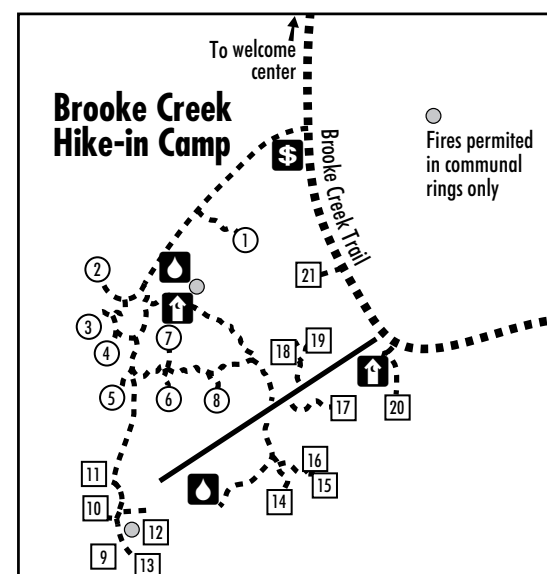 To welcome
center
Brooke Creek
Hike-in Camp
Fires permited
in communal
rings only
$
Brooke Creek Trail
1
2
21
3
4
7
19
18
5
6
8
17
20
11
16
15
14
10
12
9
13